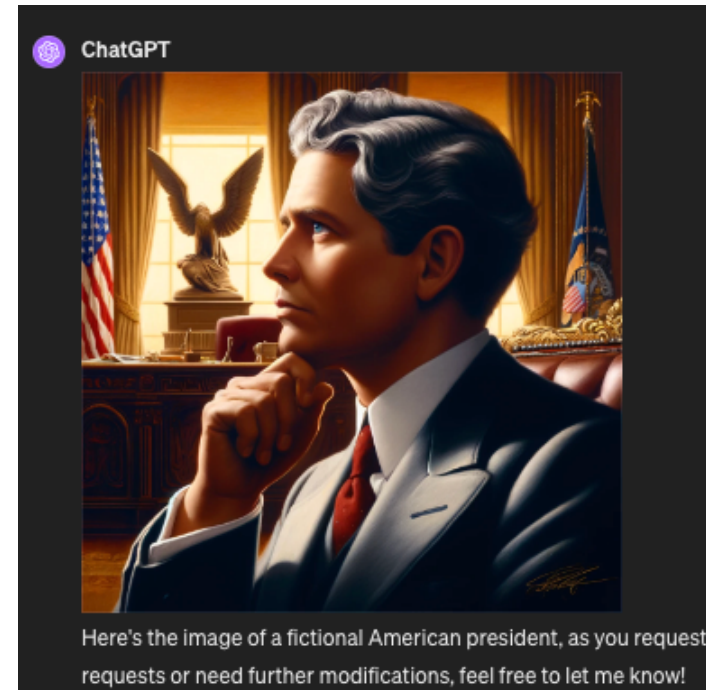 ChatGPT
Here's the image of a fictional American president, as you request
requests or need further modifications, feel free to let me know!